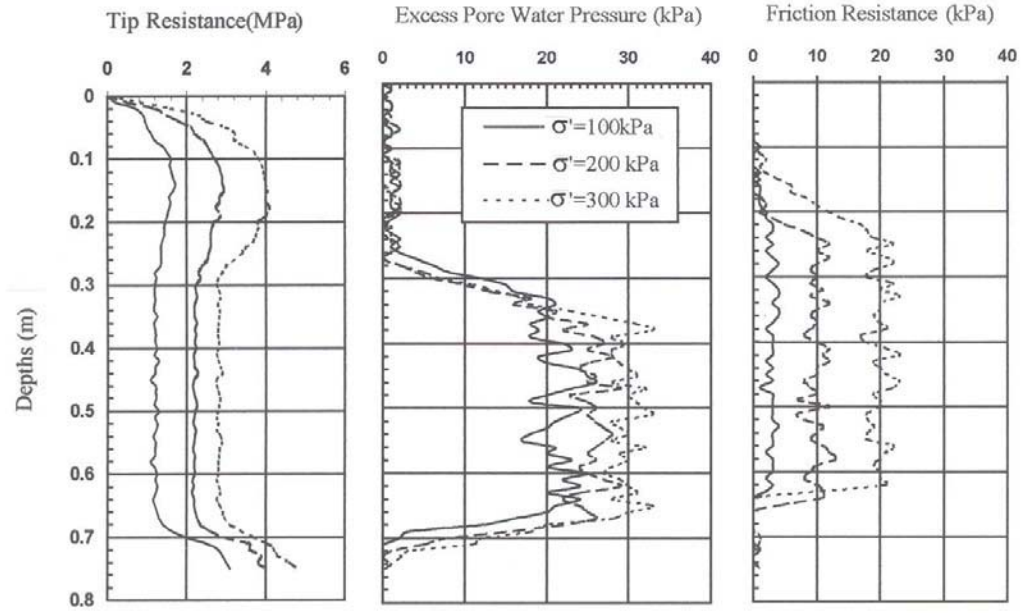 Tip Resistance(MPa)
Excess Pore Water Pressure (kPa)
Friction Resistance (kPa)
0 2 4 6
0 10 20 30 40
0 10 20 30 40
0
0.1
0.2
0.3
0.4
0.5
0.6
0.7
0.8
Depths (m)
σ'=100kPa
σ'=200 kPa
σ'=300 kPa